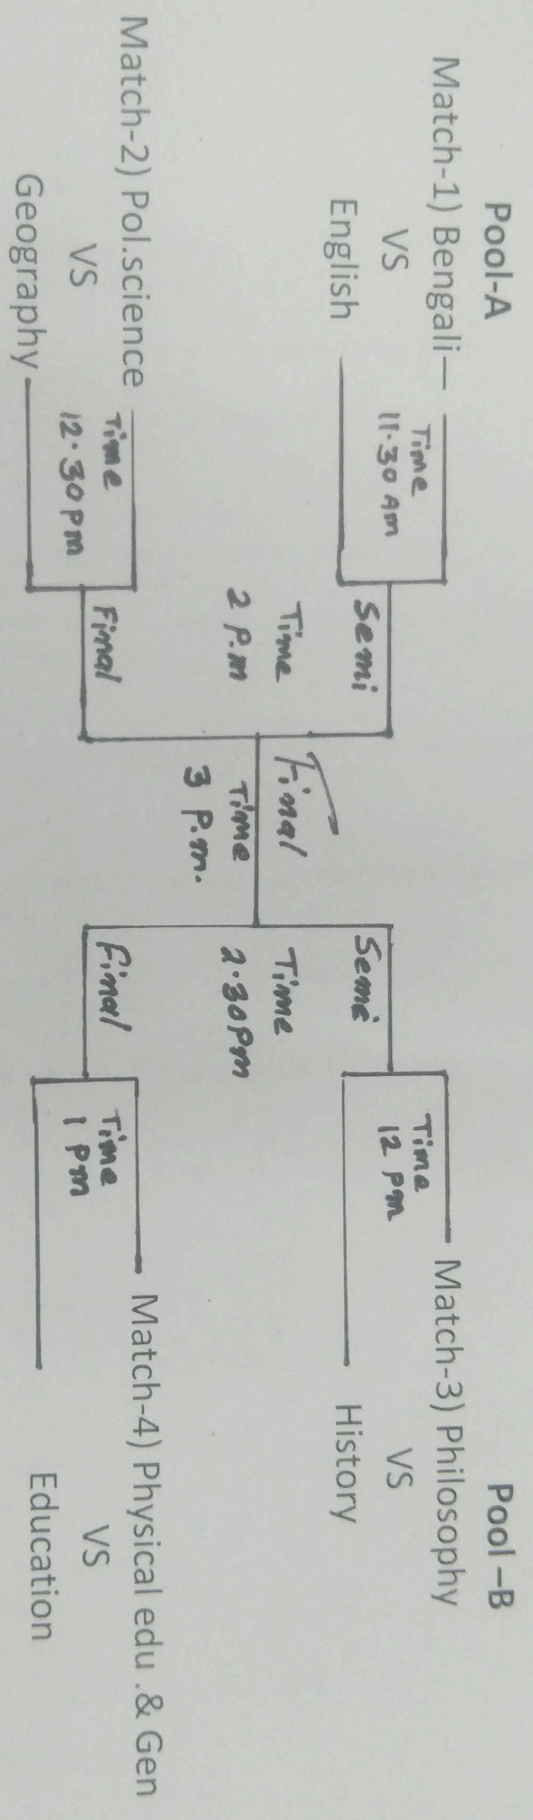 Pool-A
Match-1) Bengali
VS
English
Time
11.30 AM
Match-2) Pol.science
VS
Geography
Time
12.30 pm
Semi
Final
Time
2 P.m
Final
Time
3 P.m.
Semi
Final
Time
2.30 pm
Pool –B
Match-3) Philosophy
VS
History
Time
12 pm
Match-4) Physical edu .& Gen
VS
Education
Time
1 pm